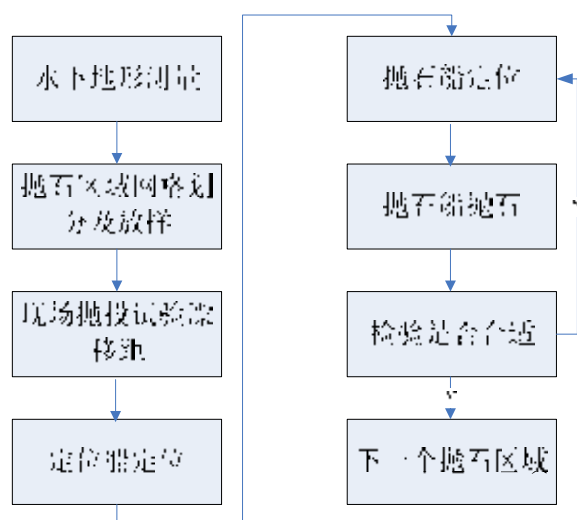 水下地形测量
抛石区域网格划
分及放样
现场抛投试验漂
移距
定位船定位
抛石船定位
抛石船抛石
检验是否合适
下一个抛石区域